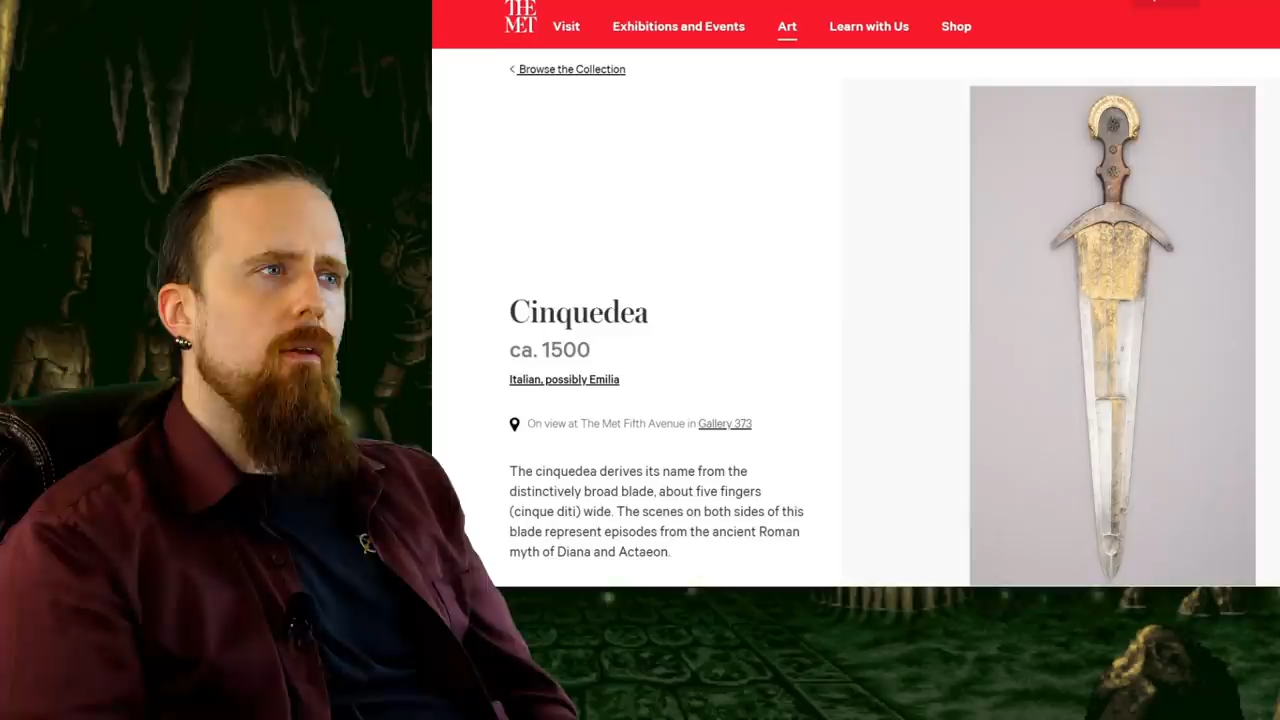 THE
MET
Visit Exhibitions and Events Art Learn with Us Shop
< Browse the Collection
Cinquedea
ca. 1500
Italian, possibly Emilia
On view at The Met Fifth Avenue in Gallery 373
The cinquedea derives its name from the
distinctively broad blade, about five fingers
(cinque diti) wide. The scenes on both sides of this
blade represent episodes from the ancient Roman
myth of Diana and Actaeon.